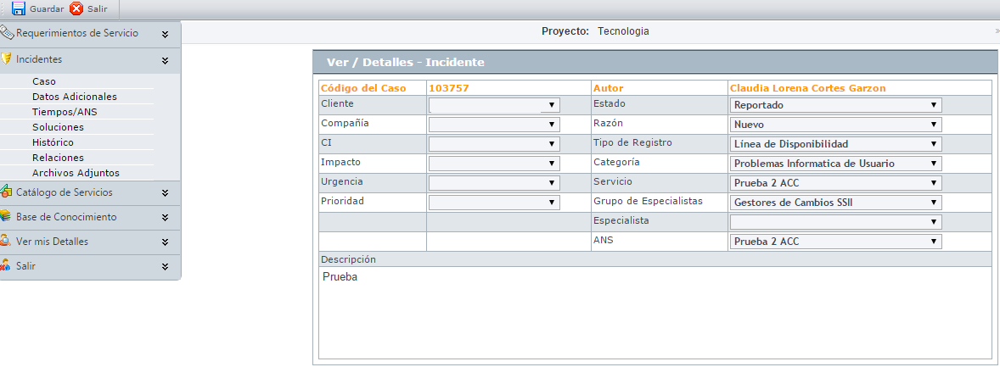 Guardar Salir
Requerimientos de Servicio
Incidentes
Caso
Datos Adicionales
Tiempos/ANS
Soluciones
Histórico
Relaciones
Archivos Adjuntos
Catálogo de Servicios
Base de Conocimiento
Ver mis Detalles
Salir
Proyecto: Tecnologia
Ver / Detalles - Incidente
Código del Caso 103757 Autor Claudia Lorena Cortes Garzon
Cliente Estado Reportado
Compañía Razón Nuevo
CI Tipo de Registro Línea de Disponibilidad
Impacto Categoría Problemas Informatica de Usuario
Urgencia Servicio Prueba 2 ACC
Prioridad Grupo de Especialistas Gestores de Cambios SSII
Especialista
ANS Prueba 2 ACC
Descripción
Prueba